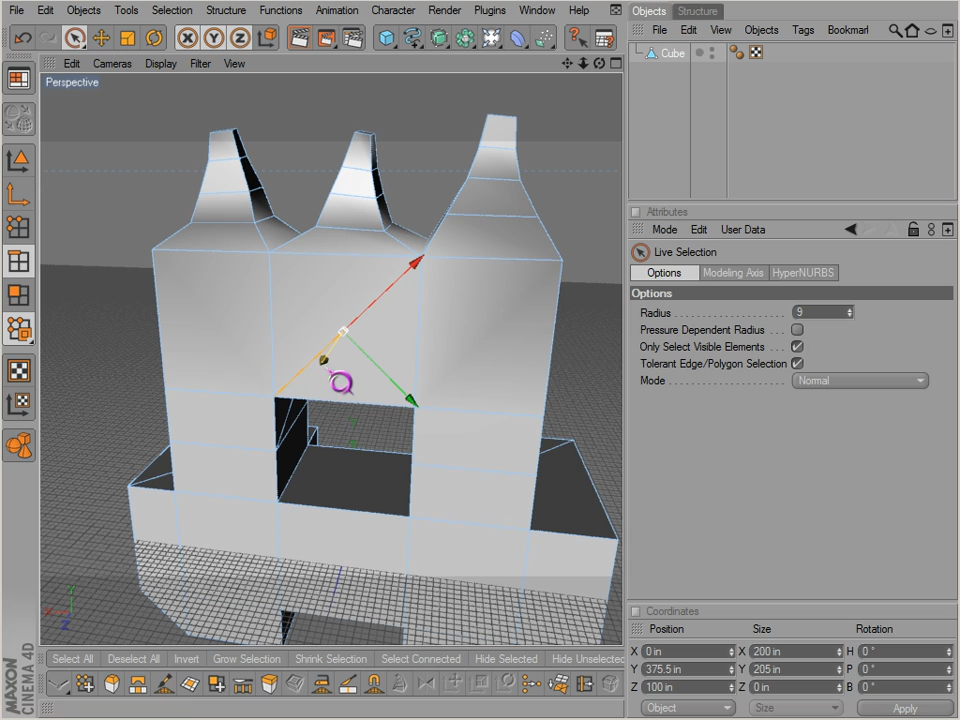 File Edit Objects Tools Selection Structure Functions Animation Character Render Plugins Window Help
Objects Structure
File Edit View Objects Tags Bookmarl
Edit Cameras Display Filter View
Perspective
Cube
Attributes
Mode Edit User Data
Live Selection
Options Modeling Axis HyperNURBS
Options
Radius 9
Pressure Dependent Radius
Only Select Visible Elements
Tolerant Edge/Polygon Selection
Mode Normal
Y
X
Z
Coordinates
Position Size Rotation
X 0 in X 200 in H 0 °
Y 375.5 in Y 205 in P 0 °
Z 100 in Z 0 in B 0 °
Object Size Apply
Select All Deselect All Invert Grow Selection Shrink Selection Select Connected Hide Selected Hide Unselected
MAXON
CINEMA 4D